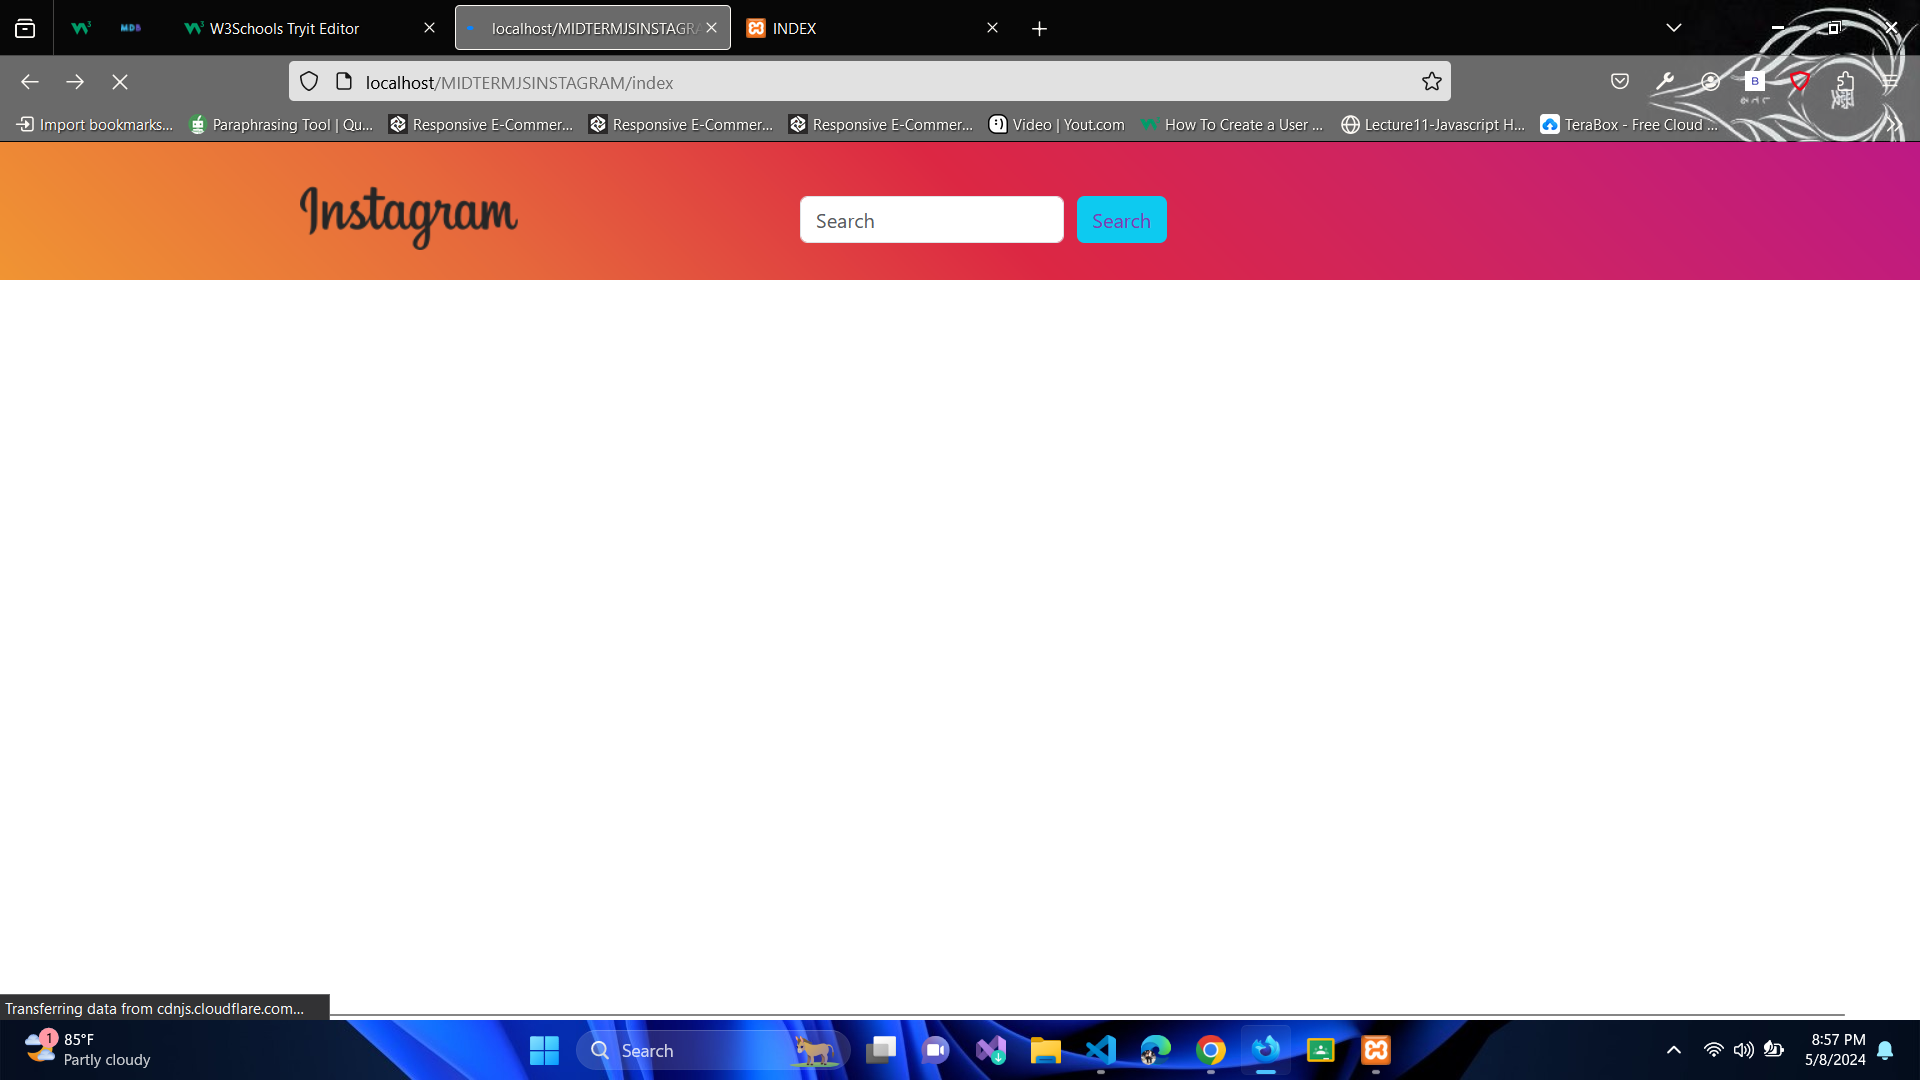 W3Schools Tryit Editor
localhost/MIDTERMJSINSTAGRA
INDEX
localhost/MIDTERMJSINSTAGRAM/index
Import bookmarks...
Paraphrasing Tool | Qu...
Responsive E-Commer...
Responsive E-Commer...
Responsive E-Commer...
Video | Yout.com
How To Create a User ...
Lecture11-Javascript H...
TeraBox - Free Cloud ...
Instagram
Search
Search
Transferring data from cdnjs.cloudflare.com...
1
85°F
Partly cloudy
Search
8:57 PM
5/8/2024